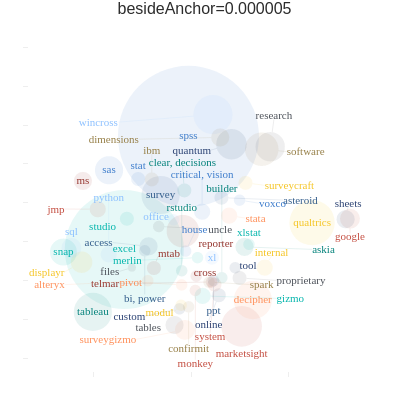 besideAnchor=0.000005
research
wincross
spss
dimensions
ibm
quantum
software
clear, decisions
stat
sas
critical, vision
ms
builder
surveycraft
survey
python
asteroid
voxco
sheets
rstudio
jmp
office
stata
qualtrics
studio
house
uncle
xlstat
google
sql
access
reporter
excel
askia
snap
mtab
internal
merlin
xl
tool
displayr
files
cross
alteryx
telmar
pivot
spark
proprietary
bi, power
decipher
gizmo
tableau
custom
modul
ppt
tables
online
surveygizmo
system
confirmit
marketsight
monkey